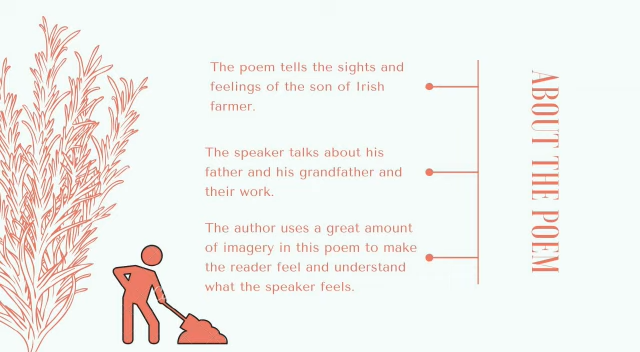 The poem tells the sights and
feelings of the son of Irish
farmer.
The speaker talks about his
father and his grandfather and
their work.
The author uses a great amount
of imagery in this poem to make
the reader feel and understand
what the speaker feels.
ABOUT THE POEM